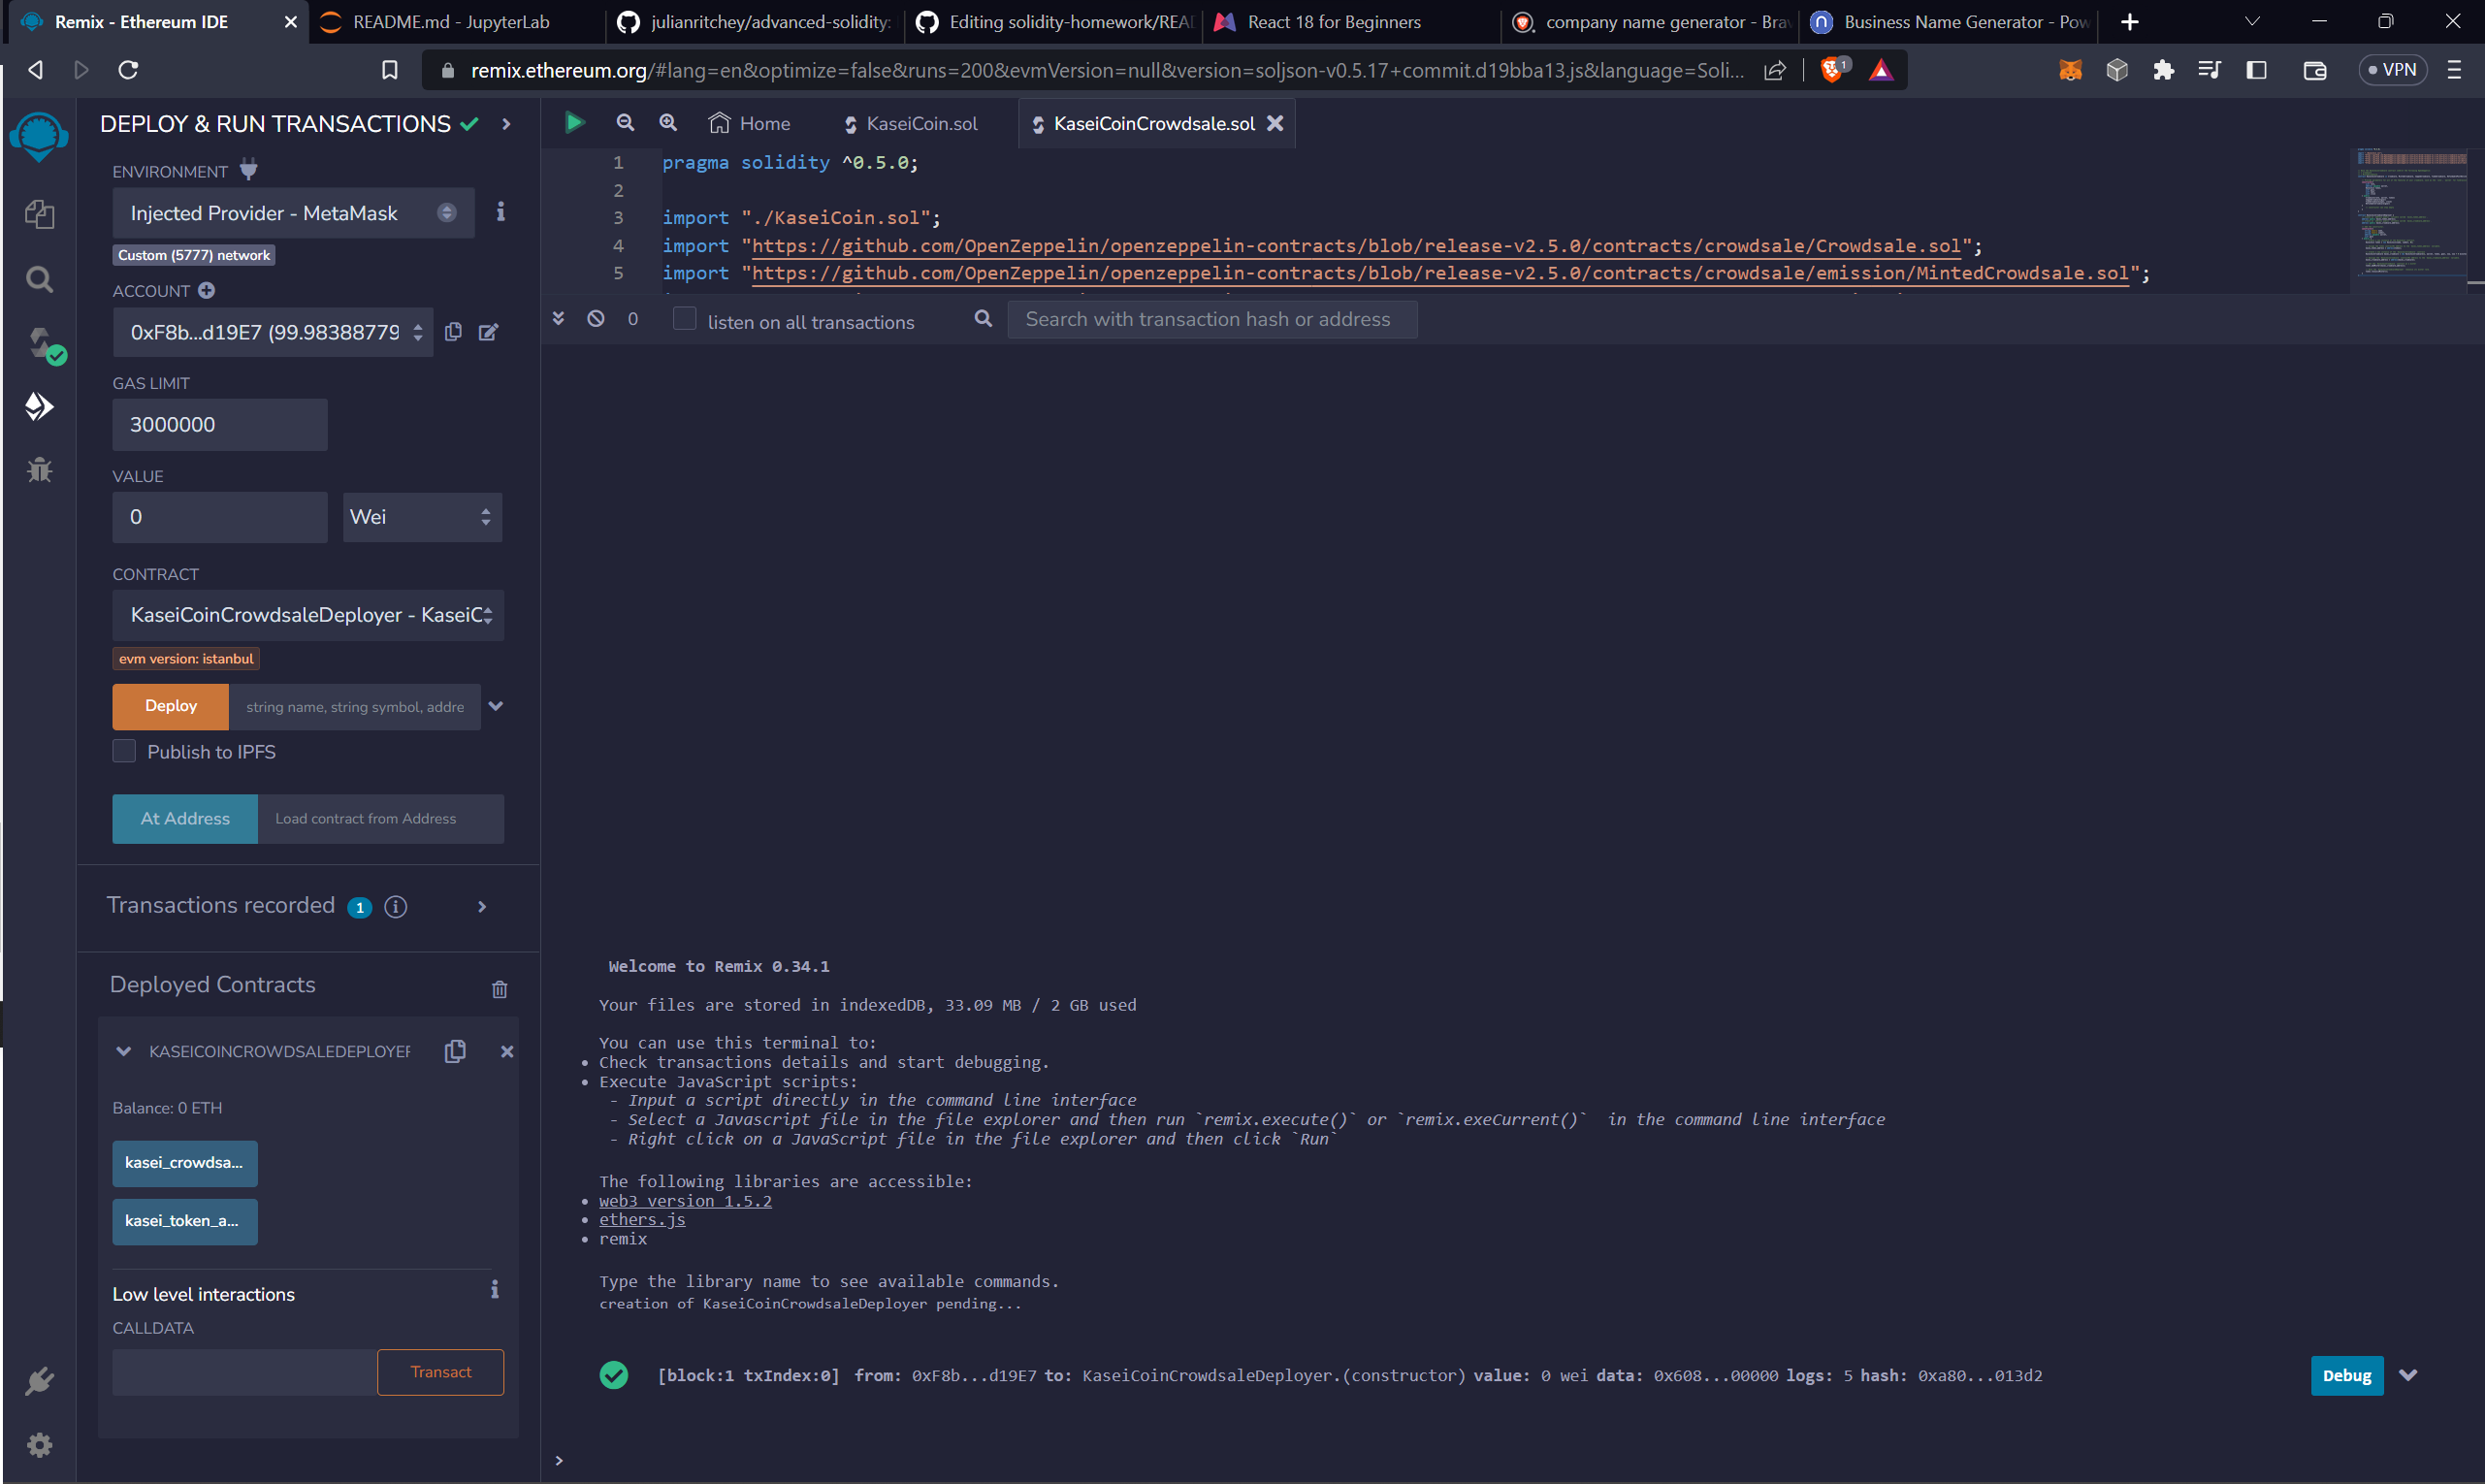 Remix - Ethereum IDE
README.md - JupyterLab
julianritchey/advanced-solidity:
Editing solidity-homework/REA
React 18 for Beginners
company name generator - Bra
Business Name Generator - Pow
remix.ethereum.org/#lang=en&optimize=false&runs=200&evmVersion=null&version=soljson-v0.5.17+commit.d19bba13.js&language=Soli...
1
VPN
DEPLOY & RUN TRANSACTIONS
ENVIRONMENT
Injected Provider - MetaMask
Custom (5777) network
ACCOUNT
0xF8b...d19E7 (99.98388779
GAS LIMIT
3000000
VALUE
0
Wei
CONTRACT
KaseiCoinCrowdsaleDeployer - KaseiC
evm version: istanbul
Deploy
string name, string symbol, addre
Publish to IPFS
At Address
Load contract from Address
Transactions recorded 1
Deployed Contracts
KASEICOINCROWDSALEDEPLOYER
Balance: 0 ETH
kasei_crowdsa...
kasei_token_a...
Low level interactions
CALLDATA
Transact
Home
KaseiCoin.sol
KaseiCoinCrowdsale.sol
1 pragma solidity ^0.5.0;
2
3 import "./KaseiCoin.sol";
4 import "https://github.com/OpenZeppelin/openzeppelin-contracts/blob/release-v2.5.0/contracts/crowdsale/Crowdsale.sol";
5 import "https://github.com/OpenZeppelin/openzeppelin-contracts/blob/release-v2.5.0/contracts/crowdsale/emission/MintedCrowdsale.sol";
0
listen on all transactions
Search with transaction hash or address
Welcome to Remix 0.34.1
Your files are stored in indexedDB, 33.09 MB / 2 GB used
You can use this terminal to:
• Check transactions details and start debugging.
• Execute JavaScript scripts:
- Input a script directly in the command line interface
- Select a Javascript file in the file explorer and then run `remix.execute()` or `remix.exeCurrent()` in the command line interface
- Right click on a JavaScript file in the file explorer and then click `Run`
The following libraries are accessible:
• web3 version 1.5.2
• ethers.js
• remix
Type the library name to see available commands.
creation of KaseiCoinCrowdsaleDeployer pending...
[block:1 txIndex:0] from: 0xF8b...d19E7 to: KaseiCoinCrowdsaleDeployer.(constructor) value: 0 wei data: 0x608...00000 logs: 5 hash: 0xa80...013d2
Debug
>